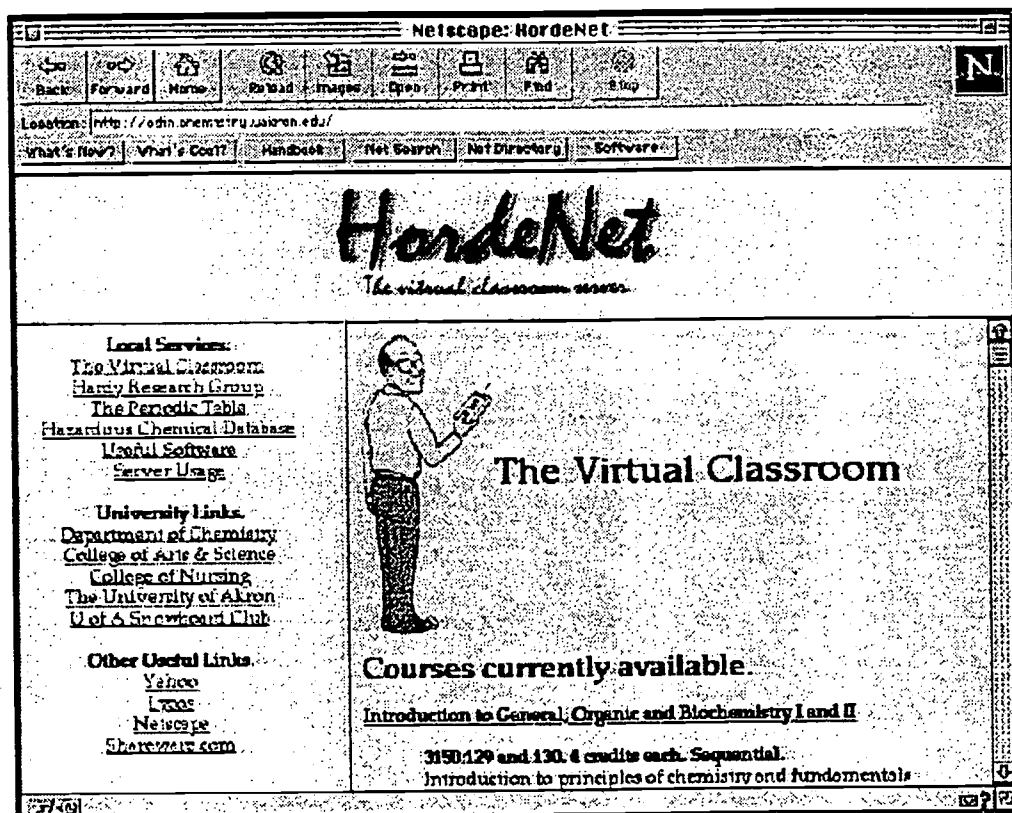 Netscape: HordeNet
Back Forward Home Reload Images Open Print Find Stop
N
Location: http://odin.chemistry.uakron.edu/
What's New? What's Cool? Handbook Net Search Net Directory Software
HordeNet
The virtual classroom server
Local Services:
The Virtual Classroom
Hardy Research Group
The Periodic Table
Hazardous Chemical Database
Useful Software
Server Usage
University Links.
Department of Chemistry
College of Arts & Science
College of Nursing
The University of Akron
U of A Snowboard Club
Other Useful Links.
Yahoo
Lycos
Netscape
Shareware.com
The Virtual Classroom
Courses currently available.
Introduction to General, Organic and Biochemistry I and II
3150:129 and 130. 4 credits each. Sequential.
Introduction to principles of chemistry and fundamentals